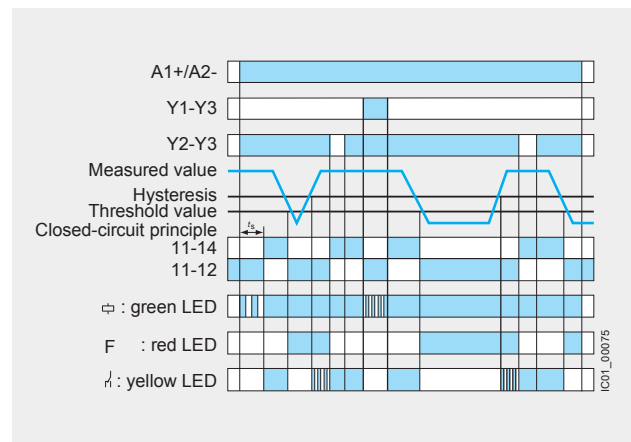 A1+/A2-
Y1-Y3
Y2-Y3
Measured value
Hysteresis
Threshold value
Closed-circuit principle
ts
11-14
11-12
: green LED
F : red LED
: yellow LED
IC01_00075